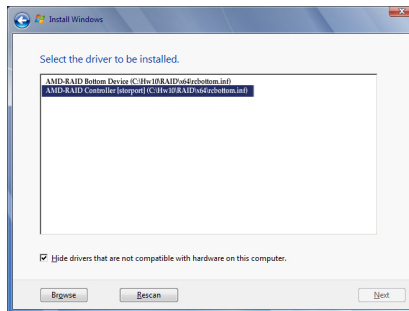 Install Windows
Select the driver to be installed.
AMD-RAID Bottom Device (C:\Hw10\RAID\x64\rcbottom.inf)
AMD-RAID Controller [storport] (C:\Hw10\RAID\x64\rcbottom.inf)
Hide drivers that are not compatible with hardware on this computer.
Browse Rescan Next